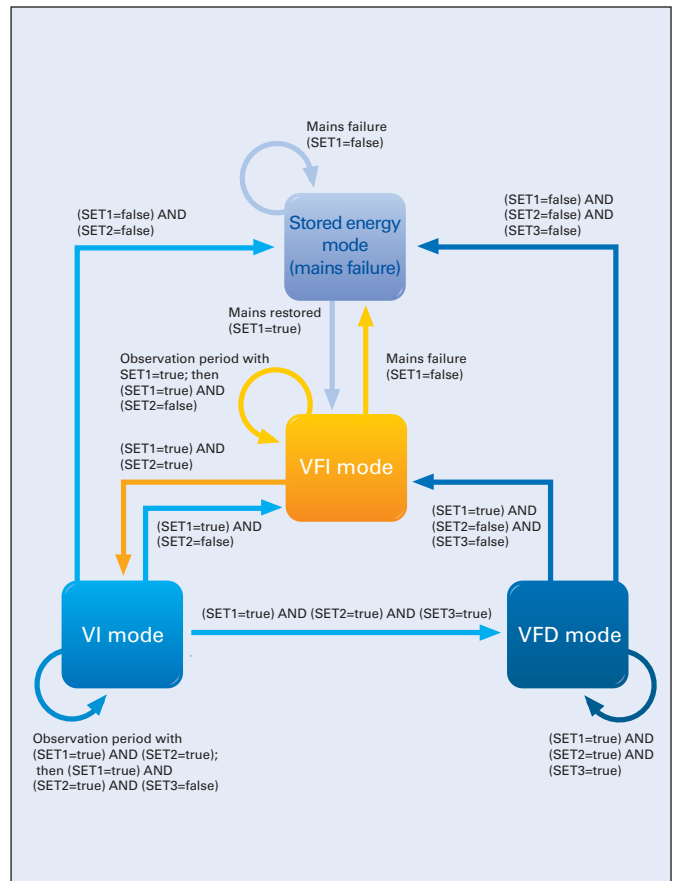 Mains failure
(SET1=false)
(SET1=false) AND
(SET2=false)
(SET1=false) AND
(SET2=false) AND
(SET3=false)
Stored energy
mode
(mains failure)
Mains restored
(SET1=true)
Observation period with
SET1=true; then
(SET1=true) AND
(SET2=false)
Mains failure
(SET1=false)
(SET1=true) AND
(SET2=true)
VFI mode
(SET1=true) AND
(SET2=false)
(SET1=true) AND
(SET2=false) AND
(SET3=false)
VI mode
(SET1=true) AND (SET2=true) AND (SET3=true)
VFD mode
Observation period with
(SET1=true) AND (SET2=true);
then (SET1=true) AND
(SET2=true) AND (SET3=false)
(SET1=true) AND
(SET2=true) AND
(SET3=true)